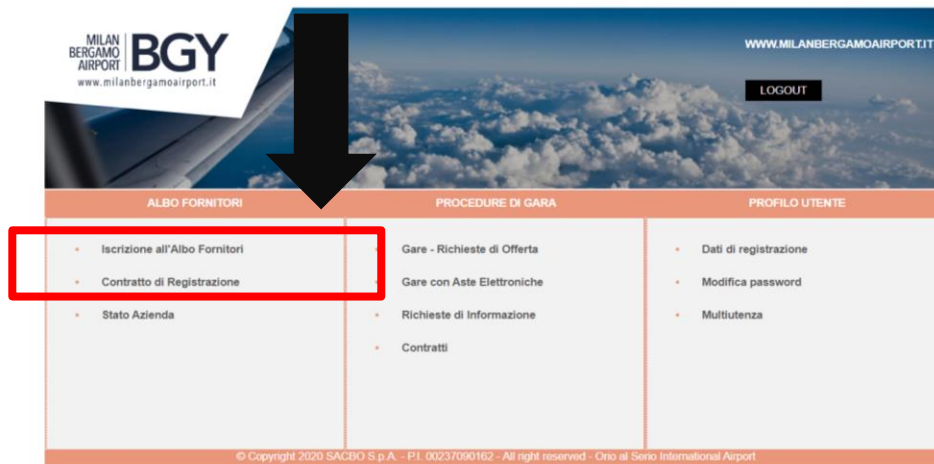 MILAN
BERGAMO
AIRPORT
BGY
www.milanbergamoairport.it
WWW.MILANBERGAMOAIRPORT.IT
LOGOUT
ALBO FORNITORI
PROCEDURE DI GARA
PROFILO UTENTE
Iscrizione all'Albo Fornitori
Contratto di Registrazione
Stato Azienda
Gare - Richieste di Offerta
Gare con Aste Elettroniche
Richieste di Informazione
Contratti
Dati di registrazione
Modifica password
Multiutenza
© Copyright 2020 SACBO S.p.A. - P.I. 00237090162 - All right reserved - Orio al Serio International Airport